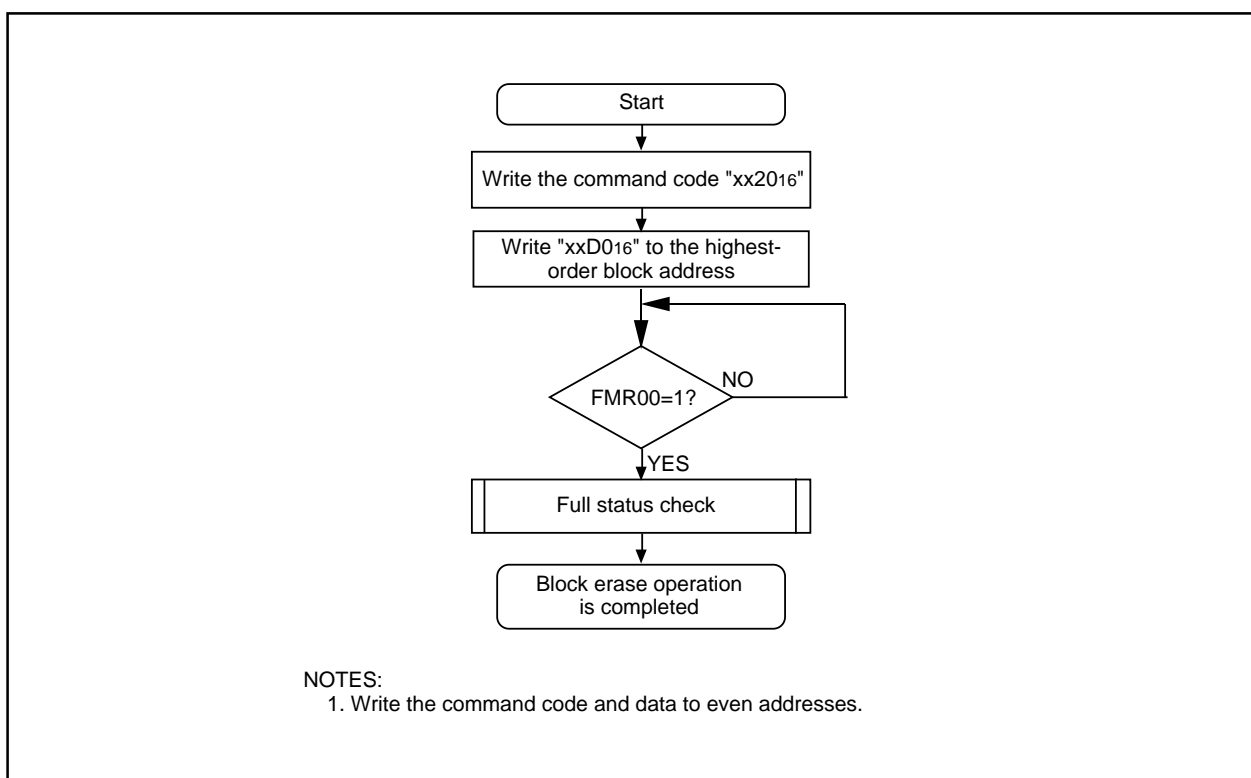 Start
Write the command code "xx2016"
Write "xxD016" to the highest-
order block address
NO
FMR00=1?
YES
Full status check
Block erase operation
is completed
NOTES:
1. Write the command code and data to even addresses.